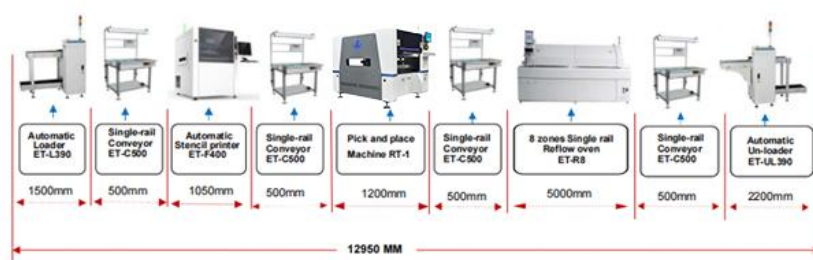 Automatic
Loader
ET-L390
Single-rail
Conveyor
ET-C500
Automatic
Stencil printer
ET-F400
Single-rail
Conveyor
ET-C500
Pick and place
Machine RT-1
Single-rail
Conveyor
ET-C500
8 zones Single rail
Reflow oven
ET-R8
Single-rail
Conveyor
ET-C500
Automatic
Un-loader
ET-UL390
1500mm
500mm
1050mm
500mm
1200mm
500mm
5000mm
500mm
2200mm
12950 MM